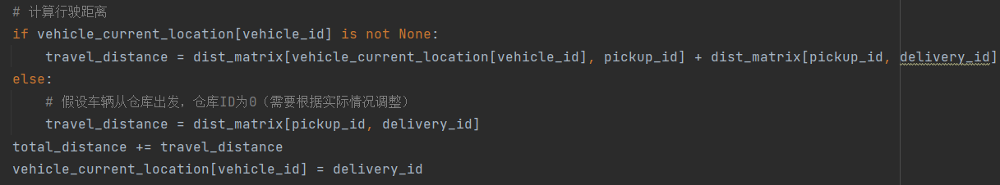 # 计算行驶距离
if vehicle_current_location[vehicle_id] is not None:
    travel_distance = dist_matrix[vehicle_current_location[vehicle_id], pickup_id] + dist_matrix[pickup_id, delivery_id]
else:
    # 假设车辆从仓库出发，仓库ID为0（需要根据实际情况调整）
    travel_distance = dist_matrix[pickup_id, delivery_id]
total_distance += travel_distance
vehicle_current_location[vehicle_id] = delivery_id